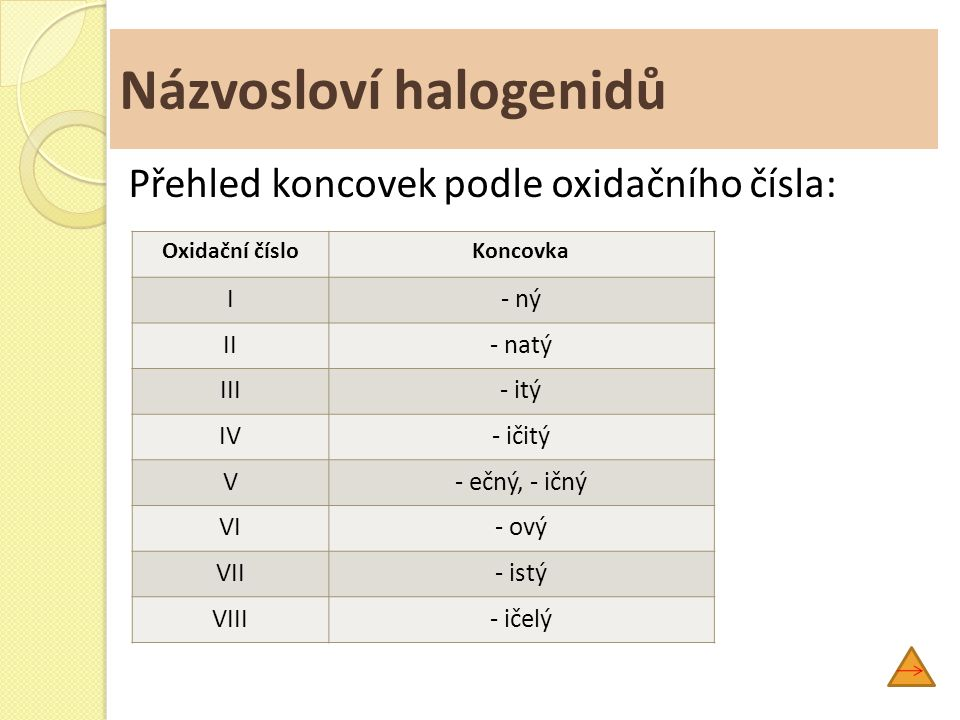 Názvosloví halogenidů
Přehled koncovek podle oxidačního čísla:
Oxidační číslo Koncovka
I - ný
II - natý
III - itý
IV - ičitý
V - ečný, - ičný
VI - ový
VII - istý
VIII - ičelý